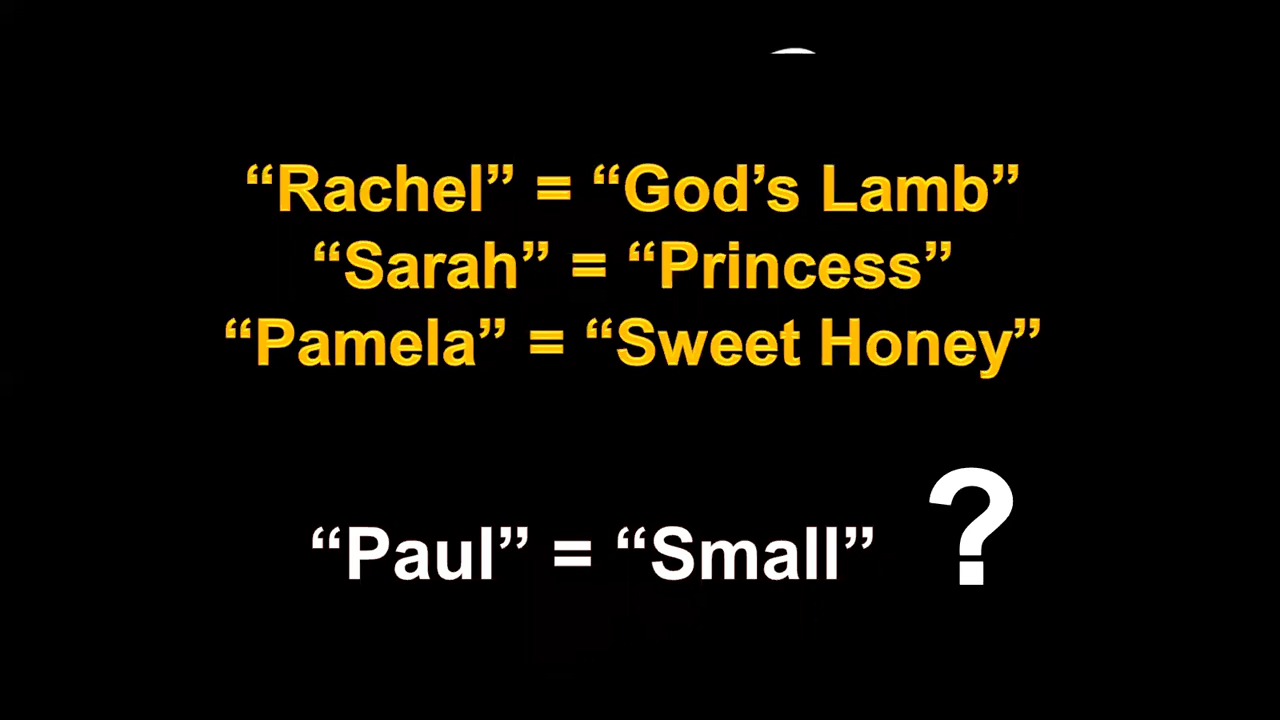 “Rachel” = “God’s Lamb”
“Sarah” = “Princess”
“Pamela” = “Sweet Honey”
“Paul” = “Small” ?